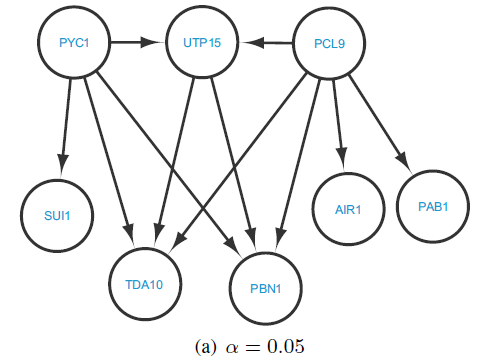 PYC1
UTP15
PCL9
SUI1
AIR1
PAB1
TDA10
PBN1
(a) α = 0.05